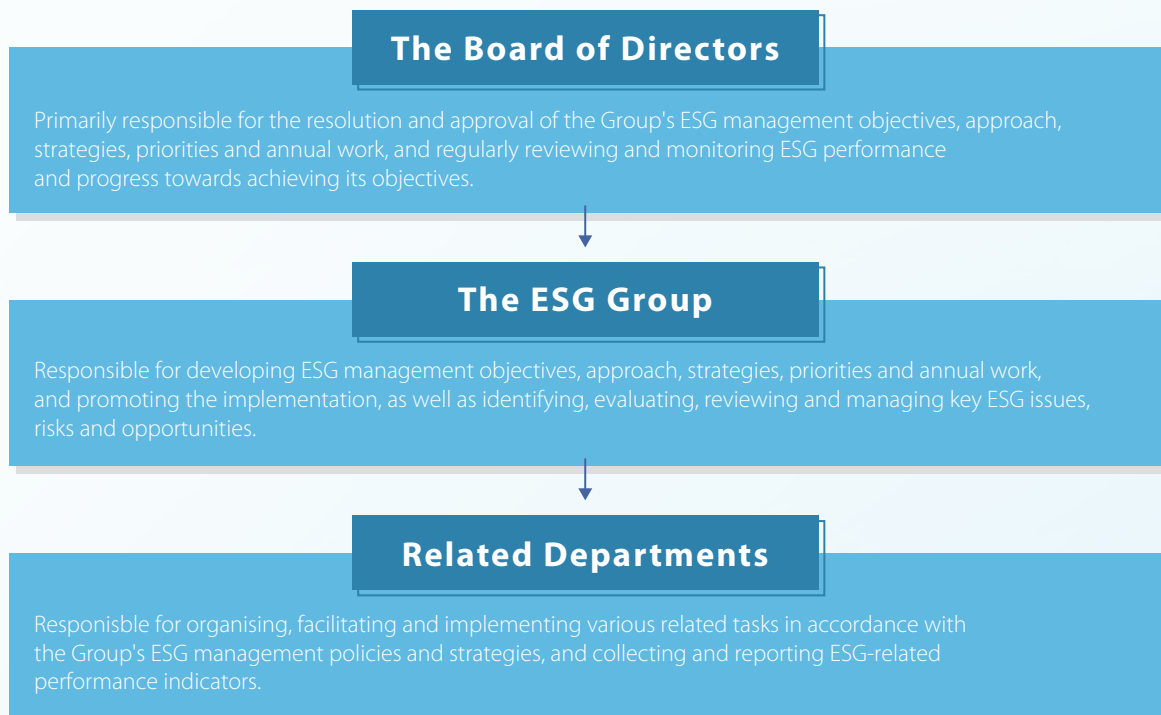 The Board of Directors
Primarily responsible for the resolution and approval of the Group's ESG management objectives, approach,
strategies, priorities and annual work, and regularly reviewing and monitoring ESG performance
and progress towards achieving its objectives.
The ESG Group
Responsible for developing ESG management objectives, approach, strategies, priorities and annual work,
and promoting the implementation, as well as identifying, evaluating, reviewing and managing key ESG issues,
risks and opportunities.
Related Departments
Responisble for organising, facilitating and implementing various related tasks in accordance with
the Group's ESG management policies and strategies, and collecting and reporting ESG-related
performance indicators.